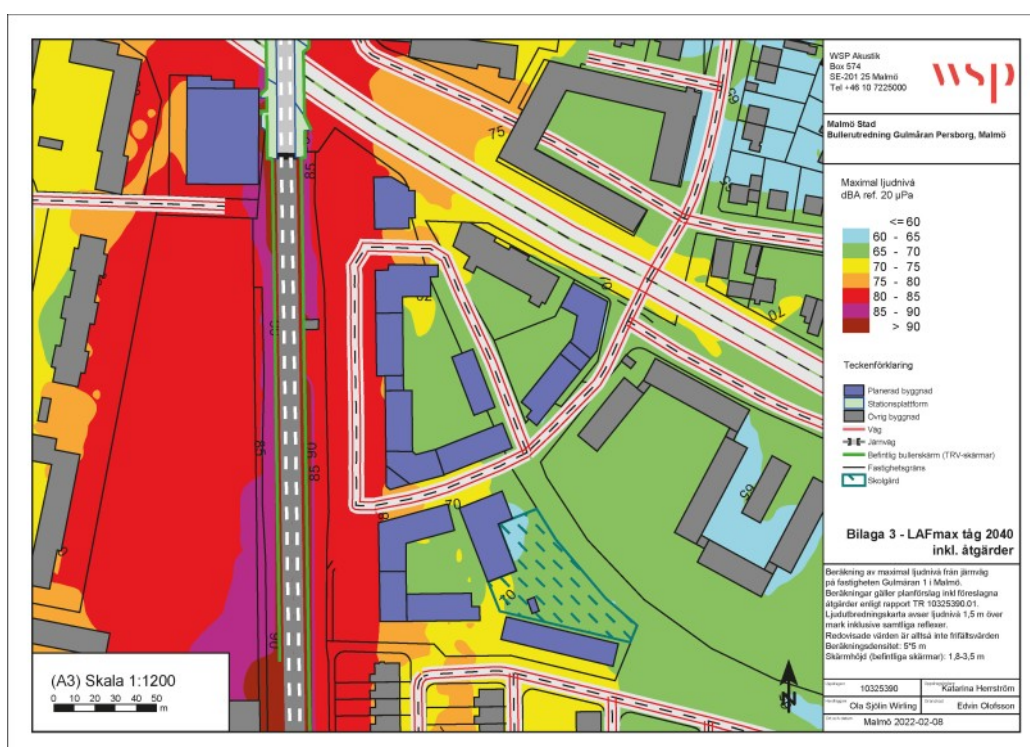 WSP Akustik
Box 574
SE-201 25 Malmö
Tel +46 10 7225000
wsp
Malmö Stad
Bullerutredning Gulmåran Persborg, Malmö
Maximal ljudnivå
dBA ref. 20 µPa
<= 60
60 - 65
65 - 70
70 - 75
75 - 80
80 - 85
85 - 90
> 90
Teckenförklaring
Planerad byggnad
Stationsplattform
Övrig byggnad
Väg
Järnväg
Befintlig bullerskärm (TRV-skärmar)
Fastighetsgräns
Skolgård
Bilaga 3 - LAFmax tåg 2040
inkl. åtgärder
Beräkning av maximal ljudnivå från järnväg
på fastigheten Gulmåran 1 i Malmö.
Beräkningar gäller planförslag inkl föreslagna
åtgärder enligt rapport TR 10325390.01.
Ljudutbredningskarta avser ljudnivå 1,5 m över
mark inklusive samtliga reflexer.
Redovisade värden är alltså inte frifältsvärden
Beräkningsdensitet: 5*5 m
Skärmhöjd (befintliga skärmar): 1,8-3,5 m
10325390
Katarina Herrström
Ola Sjölin Wirling
Edvin Olofsson
Malmö 2022-02-08
(A3) Skala 1:1200
0 10 20 30 40 50
m
N
75
85
65
70
85
85 90
70
70
65
90